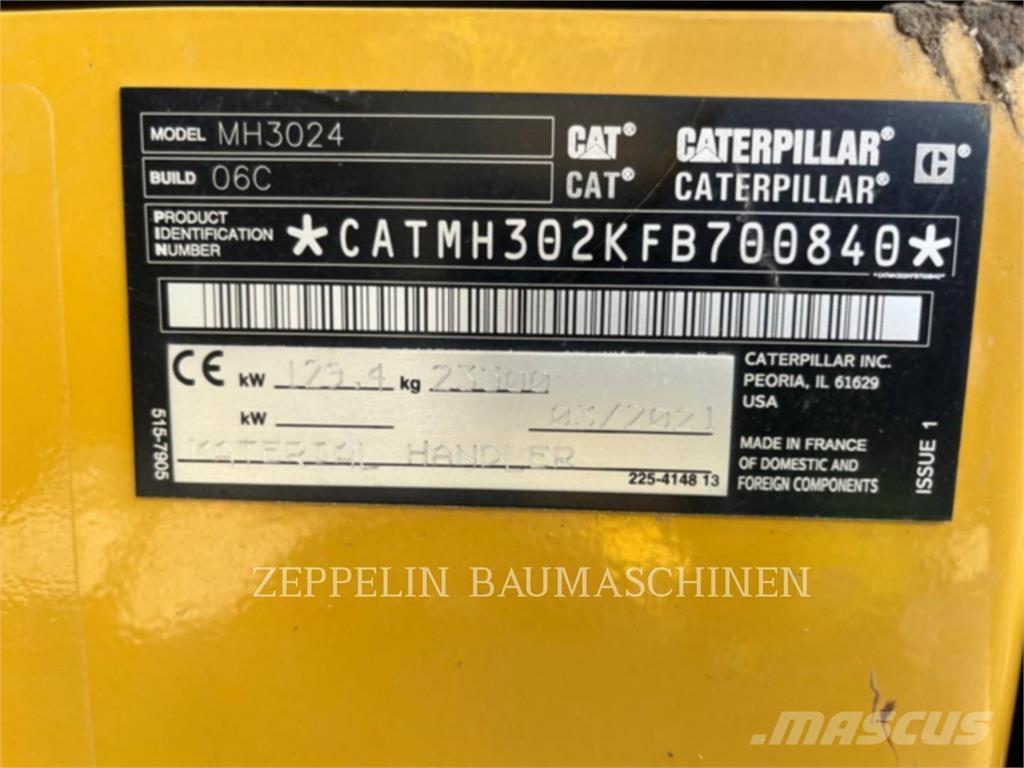 MODEL MH3024
BUILD 06C
CAT® CATERPILLAR®
CAT® CATERPILLAR®
PRODUCT
IDENTIFICATION
NUMBER
*CATMH302KFB700840*
CE kW 129.4 kg
kW 03/2021
MATERIAL HANDLER
225-4148 13
515-7905
CATERPILLAR INC.
PEORIA, IL 61629
USA
MADE IN FRANCE
OF DOMESTIC AND
FOREIGN COMPONENTS
ISSUE 1
ZEPPELIN BAUMASCHINEN
MASCUS